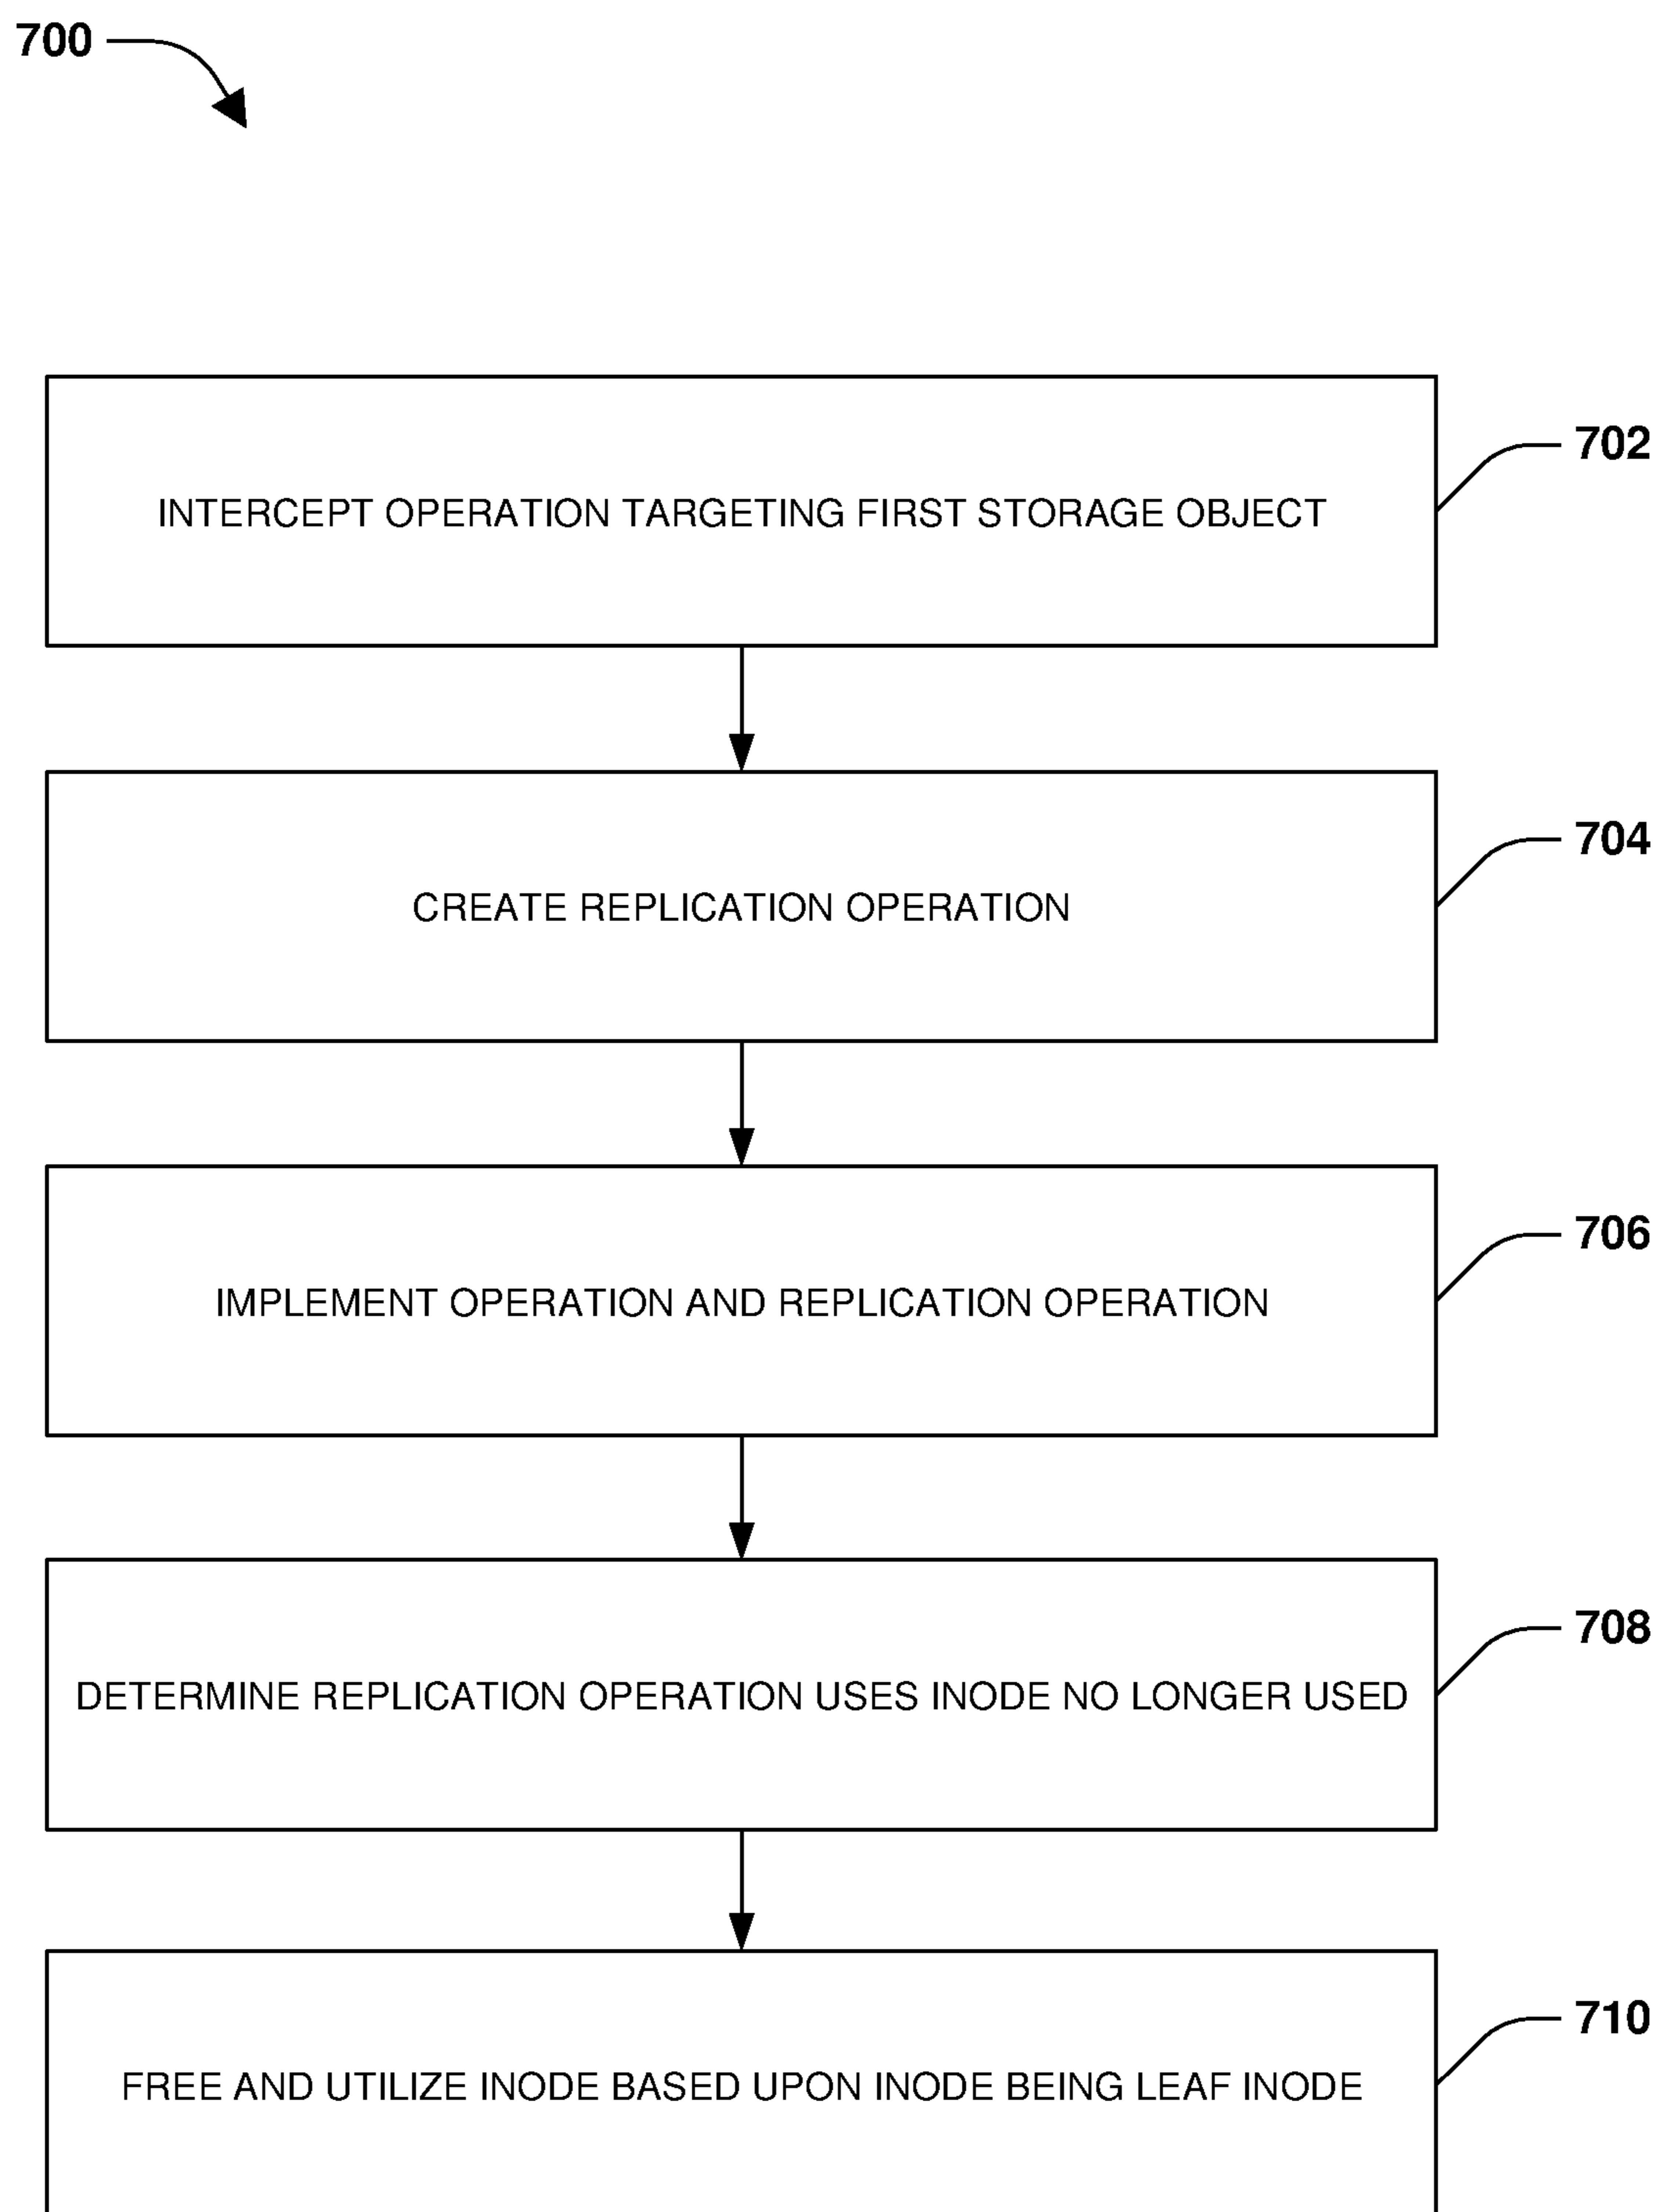 700
INTERCEPT OPERATION TARGETING FIRST STORAGE OBJECT
702
CREATE REPLICATION OPERATION
704
IMPLEMENT OPERATION AND REPLICATION OPERATION
706
DETERMINE REPLICATION OPERATION USES INODE NO LONGER USED
708
FREE AND UTILIZE INODE BASED UPON INODE BEING LEAF INODE
710